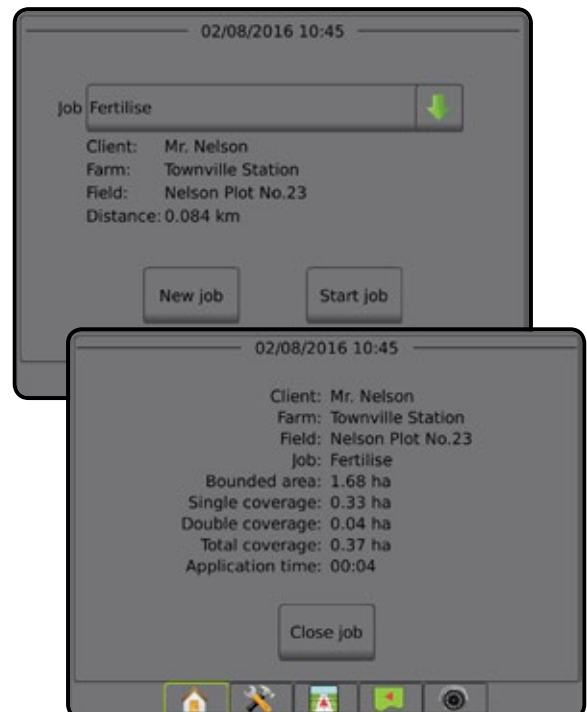 02/08/2016 10:45
Job Fertilise
Client: Mr. Nelson
Farm: Townville Station
Field: Nelson Plot No.23
Distance: 0.084 km
New job Start job
02/08/2016 10:45
Client: Mr. Nelson
Farm: Townville Station
Field: Nelson Plot No.23
Job: Fertilise
Bounded area: 1.68 ha
Single coverage: 0.33 ha
Double coverage: 0.04 ha
Total coverage: 0.37 ha
Application time: 00:04
Close job